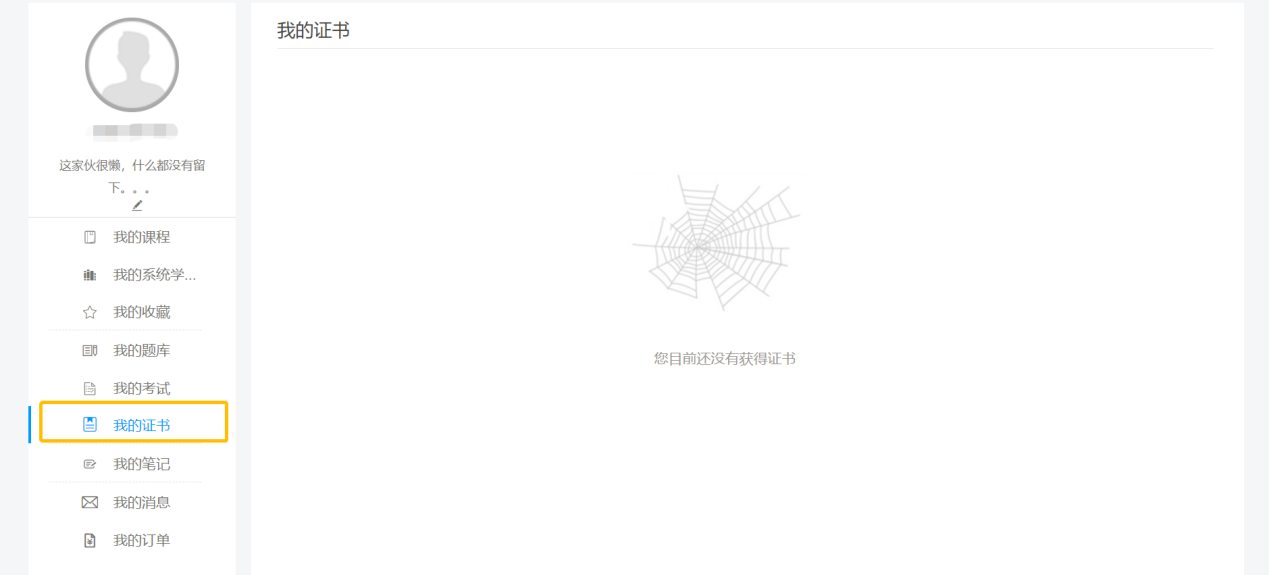 我的证书
这家伙很懒，什么都没有留
下。。。
我的课程
我的系统学...
我的收藏
我的题库
我的考试
我的证书
我的笔记
我的消息
我的订单
您目前还没有获得证书